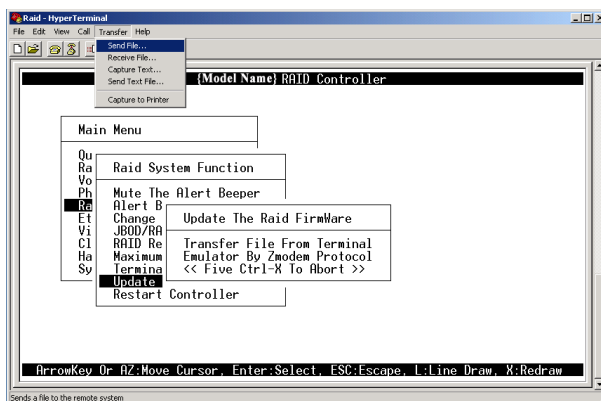 Raid - HyperTerminal
File Edit View Call Transfer Help
Send File...
Receive File...
Capture Text...
Send Text File...
Capture to Printer
{Model Name} RAID Controller
Main Menu
Qu
Ra
Vo
Ph
Ra
Et
Vi
Cl
Ha
Sy
Raid System Function
Mute The Alert Beeper
Alert B
Change
JBOD/RA
RAID Re
Maximum
Termina
Update
Restart Controller
Update The Raid FirmWare
Transfer File From Terminal
Emulator By Zmodem Protocol
<< Five Ctrl-X To Abort >>
ArrowKey Or AZ:Move Cursor, Enter:Select, ESC:Escape, L:Line Draw, X:Redraw
Sends a file to the remote system